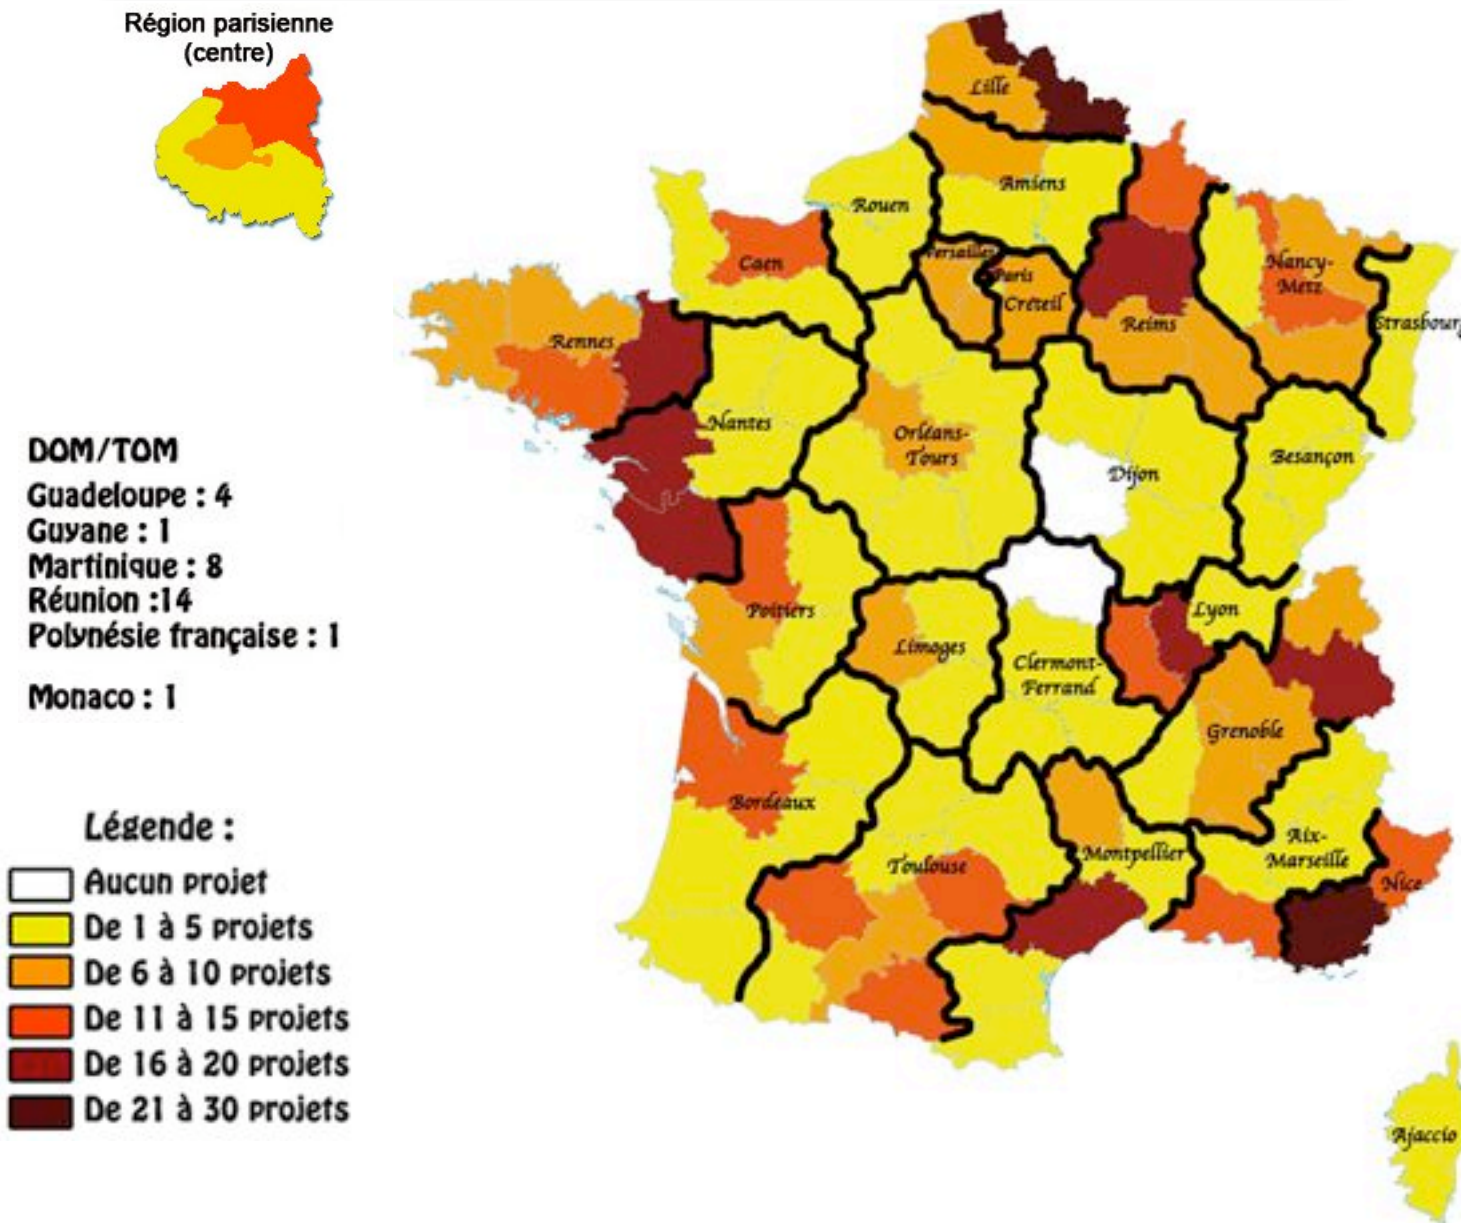 Région parisienne
(centre)
Lille
Amiens
Rouen
Caen
Versailles
Paris
Créteil
Reims
Nancy-
Metz
Strasbourg
Rennes
Nantes
Orléans-
Tours
Dijon
Besançon
DOM/TOM
Guadeloupe : 4
Guyane : 1
Martinique : 8
Réunion :14
Polynésie française : 1
Monaco : 1
Poitiers
Limoges
Clermont-
Ferrand
Lyon
Grenoble
Bordeaux
Toulouse
Montpellier
Aix-
Marseille
Nice
Ajaccio
Légende :
Aucun projet
De 1 à 5 projets
De 6 à 10 projets
De 11 à 15 projets
De 16 à 20 projets
De 21 à 30 projets